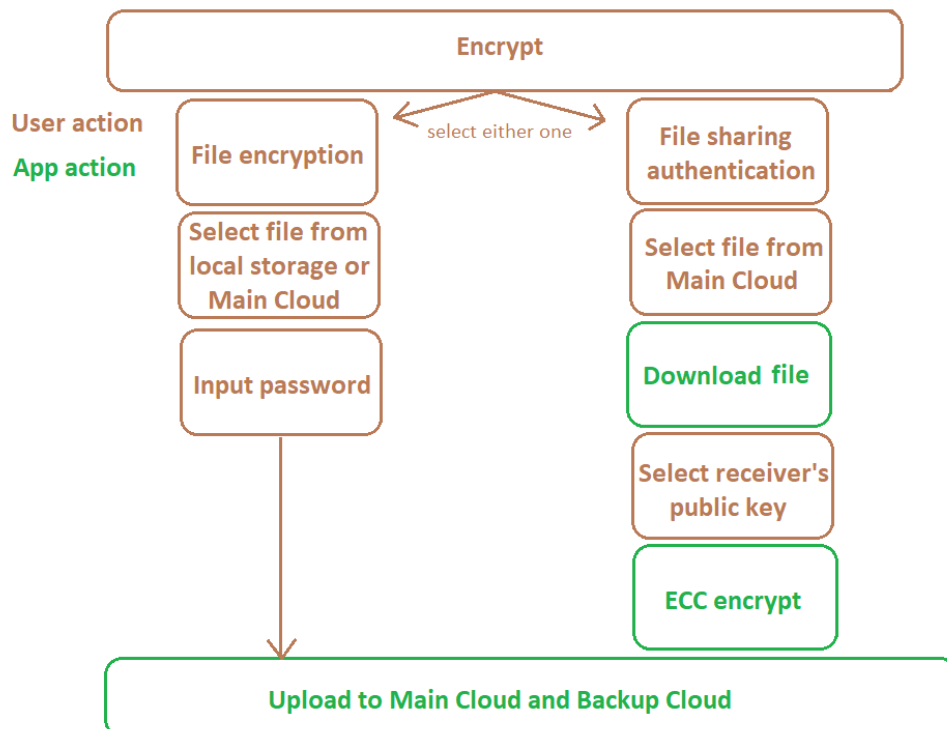 Encrypt
User action
App action
select either one
File encryption
Select file from
local storage or
Main Cloud
Input password
File sharing
authentication
Select file from
Main Cloud
Download file
Select receiver's
public key
ECC encrypt
Upload to Main Cloud and Backup Cloud